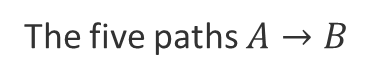 The five paths A → B